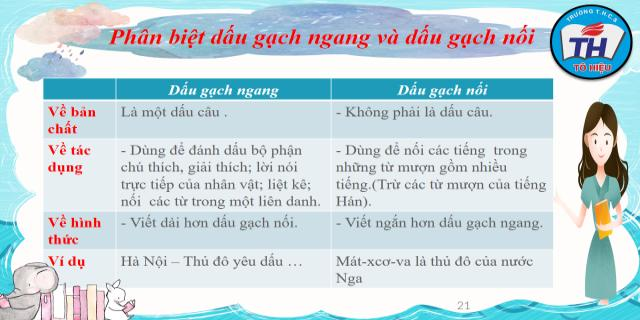 Phân biệt dấu gạch ngang và dấu gạch nối
TRƯỜNG T.H.C.S
TH
TÔ HIỆU
Dấu gạch ngang
Dấu gạch nối
Về bản
chất
Là một dấu câu .
- Không phải là dấu câu.
Về tác
dụng
- Dùng để đánh dấu bộ phận
chú thích, giải thích; lời nói
trực tiếp của nhân vật; liệt kê;
nối các từ trong một liên danh.
- Dùng để nối các tiếng trong
những từ mượn gồm nhiều
tiếng.(Trừ các từ mượn của tiếng
Hán).
Về hình
thức
- Viết dài hơn dấu gạch nối.
- Viết ngắn hơn dấu gạch ngang.
Ví dụ
Hà Nội – Thủ đô yêu dấu …
Mát-xcơ-va là thủ đô của nước
Nga
21